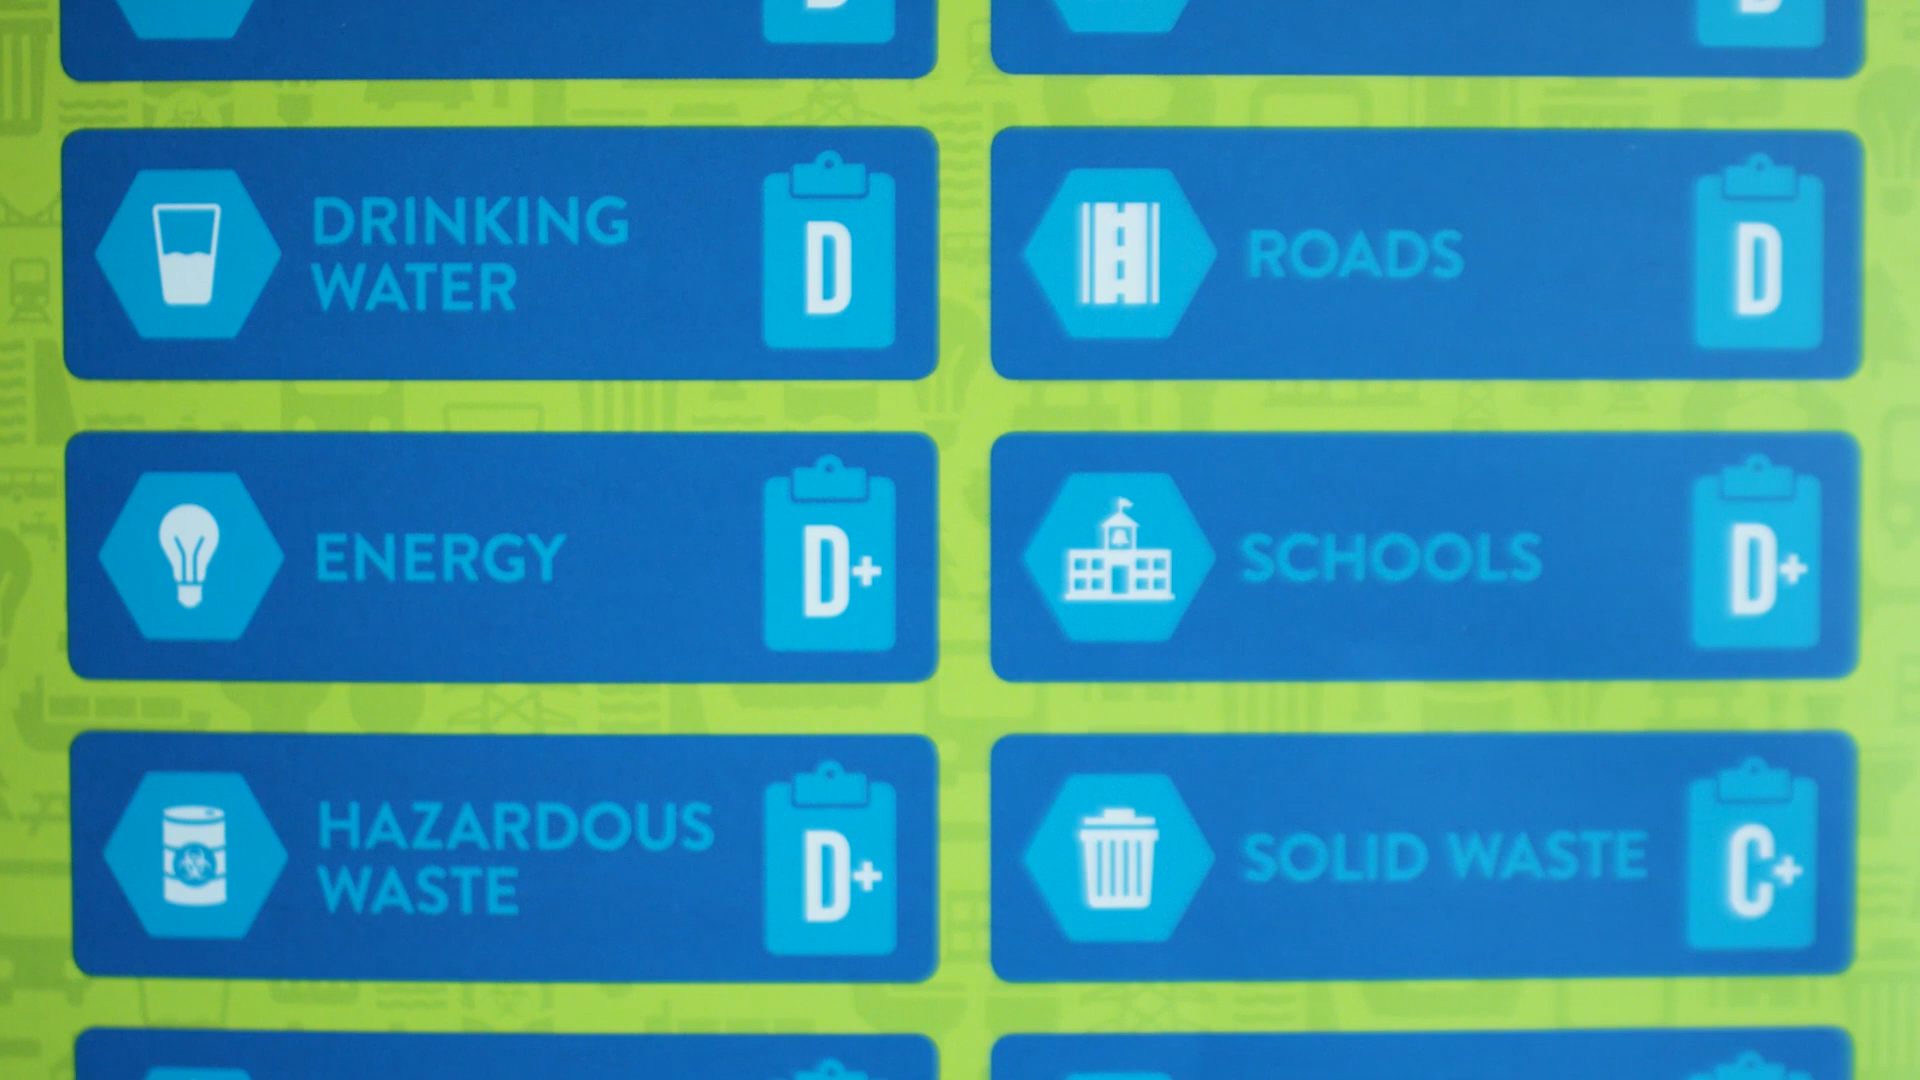 DRINKING
WATER
D
ROADS
D
ENERGY
D+
SCHOOLS
D+
HAZARDOUS
WASTE
D+
SOLID WASTE
C+